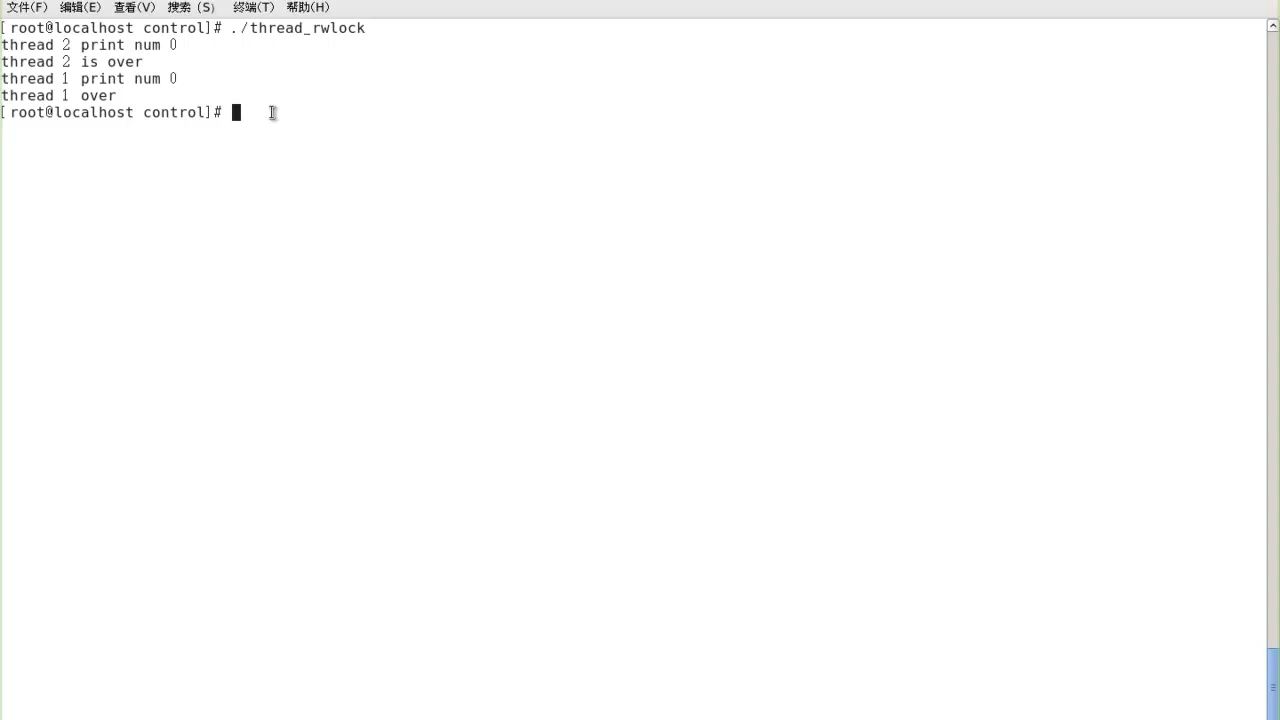 文件(F) 编辑(E) 查看(V) 搜索 (S) 终端(T) 帮助(H)
[root@localhost control]# ./thread_rwlock
thread 2 print num 0
thread 2 is over
thread 1 print num 0
thread 1 over
[root@localhost control]#